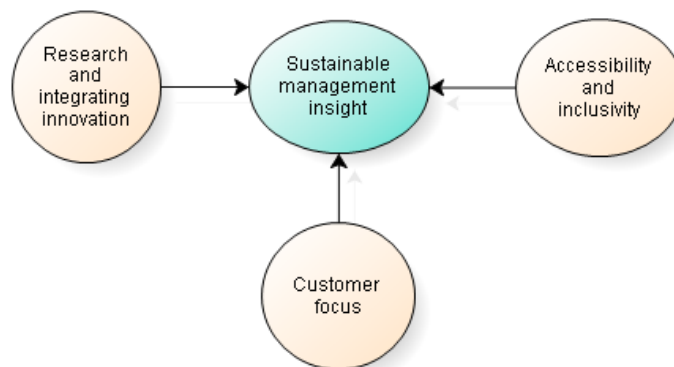 Research
and
integrating
innovation
Sustainable
management
insight
Accessibility
and
inclusivity
Customer
focus